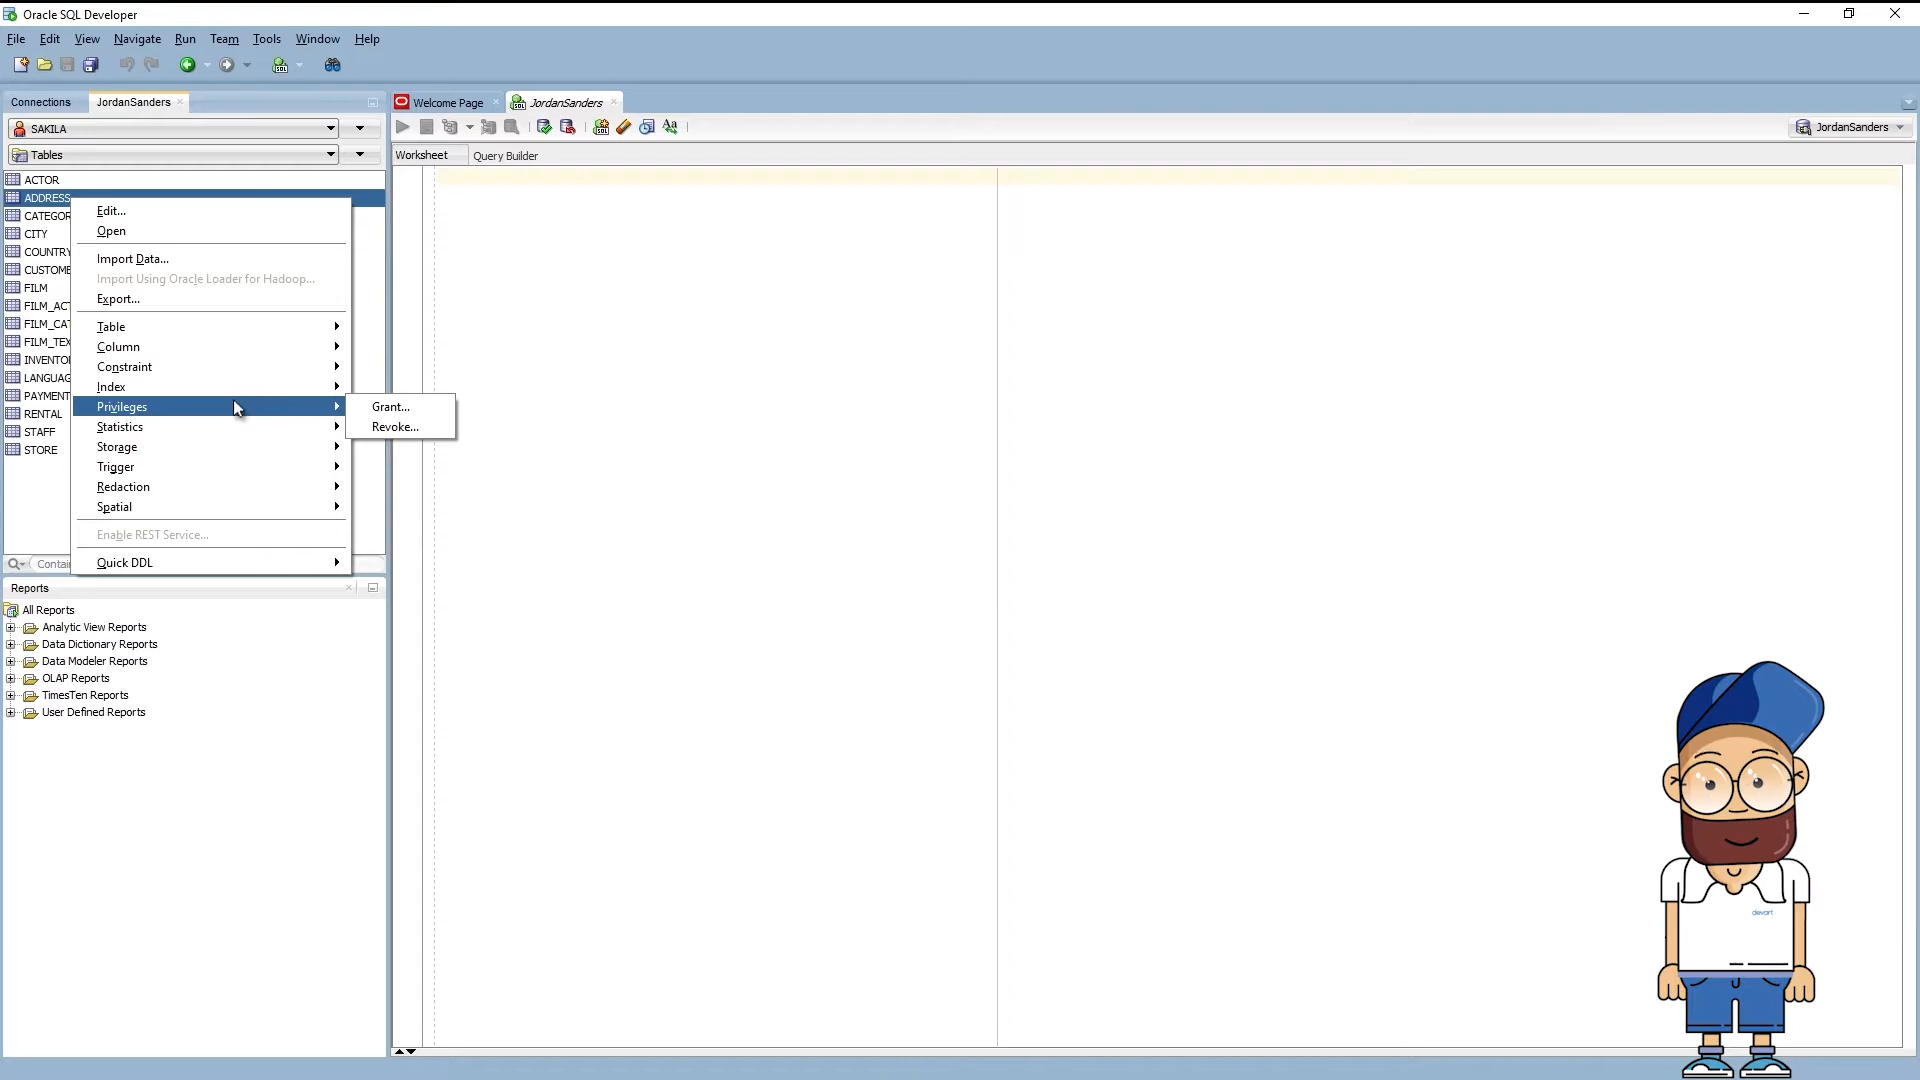 Oracle SQL Developer
File Edit View Navigate Run Team Tools Window Help
Connections JordanSanders
Welcome Page JordanSanders
SAKILA
JordanSanders
Tables
Worksheet Query Builder
ACTOR
ADDRESS
CATEGOR
CITY
COUNTRY
CUSTOME
FILM
FILM_ACT
FILM_CAT
FILM_TEX
INVENTO
LANGUAG
PAYMENT
RENTAL
STAFF
STORE
Edit...
Open
Import Data...
Import Using Oracle Loader for Hadoop...
Export...
Table
Column
Constraint
Index
Privileges
Statistics
Storage
Trigger
Redaction
Spatial
Enable REST Service...
Quick DDL
Grant...
Revoke...
Contai
Reports
All Reports
Analytic View Reports
Data Dictionary Reports
Data Modeler Reports
OLAP Reports
TimesTen Reports
User Defined Reports
devart